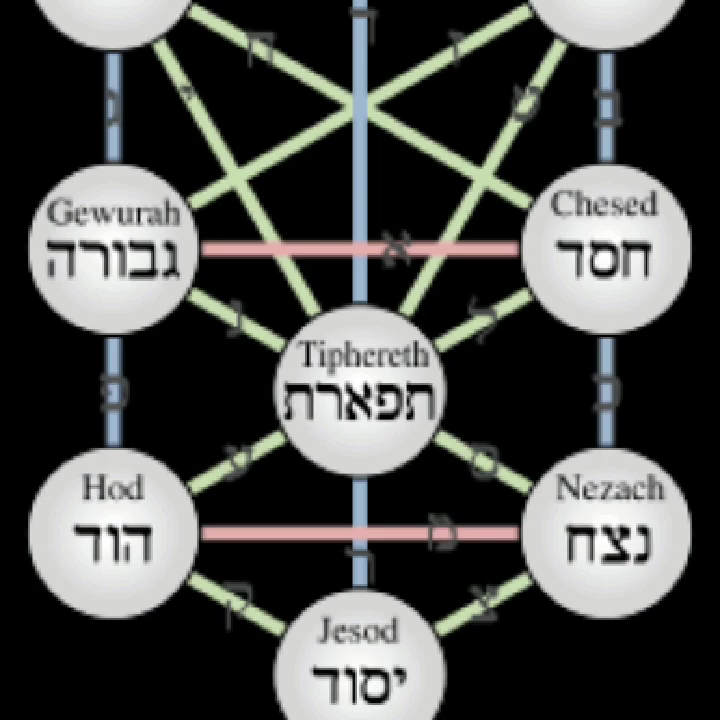 ד
ח
ז
י
ט
ג
ב
Gewurah
גבורה
Chesed
חסד
א
נ
ל
Tiphereth
תפארת
פ
כ
ע
ס
Hod
הוד
Nezach
נצח
מ
ר
ק
צ
Jesod
יסוד